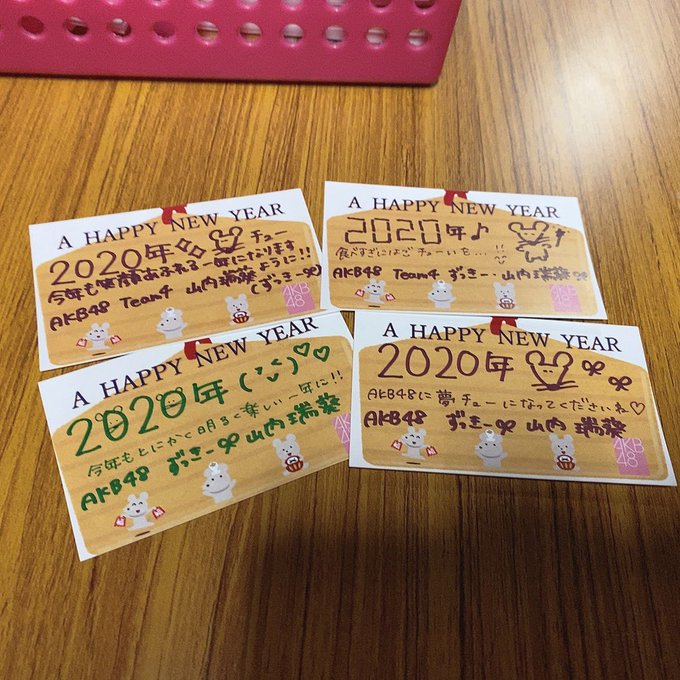 A HAPPY NEW YEAR
2020年 チュー
今年も笑顔あふれる一年になります
ように!!
AKB48 Team4 山内瑞葵
(ずっきー)
AKB48
A HAPPY NEW YEAR
2020年♪
食べすぎにはごチューいを...
AKB48 Team4 ずっきー・山内瑞葵
AKB48
A HAPPY NEW YEAR
2020年
今年もとにかく明るく楽しい一年に!!
AKB48 ずっきー 山内瑞葵
AKB48
A HAPPY NEW YEAR
2020年
AKB48に夢チューになってくださいね♡
AKB48 ずっきー 山内瑞葵
AKB48